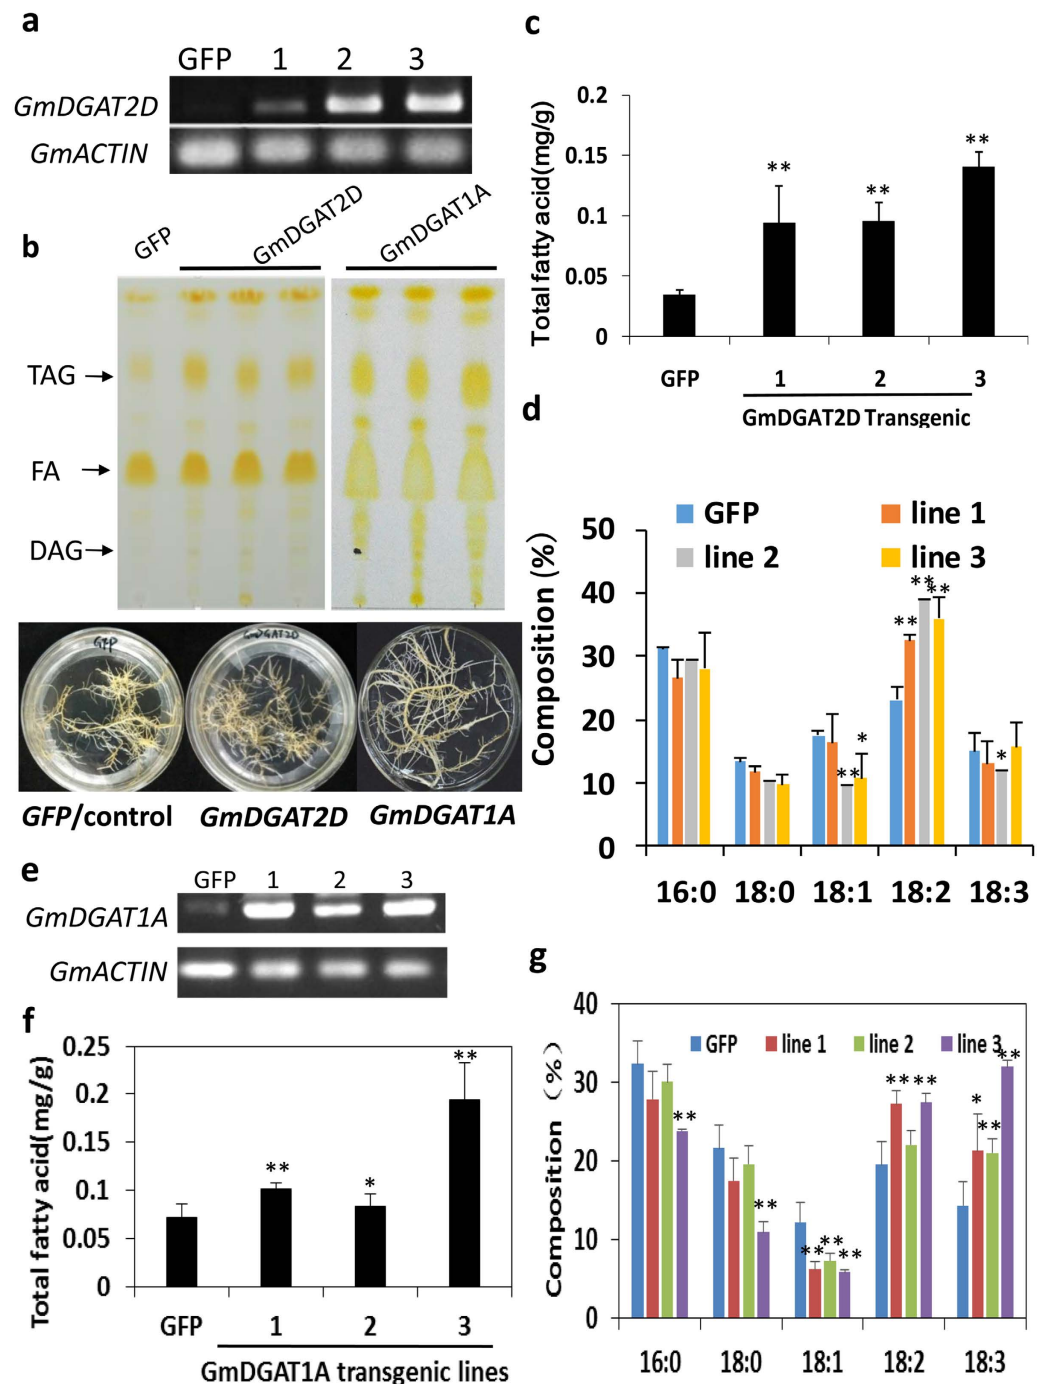 a
GFP 1 2 3
GmDGAT2D
GmACTIN
b
GFP
GmDGAT2D
GmDGAT1A
TAG
FA
DAG
GFP
GmDGAT2D
GFP/control
GmDGAT2D
GmDGAT1A
c
Total fatty acid(mg/g)
0.2
0.15
0.1
0.05
0
**
**
**
GFP 1 2 3
GmDGAT2D Transgenic
d
Composition (%)
50
40
30
20
10
0
GFP
line 1
line 2
line 3
** **
**
*
**
*
16:0 18:0 18:1 18:2 18:3
e
GFP 1 2 3
GmDGAT1A
GmACTIN
f
Total fatty acid(mg/g)
0.25
0.2
0.15
0.1
0.05
0
**
*
**
GFP 1 2 3
GmDGAT1A transgenic lines
g
Composition (%)
40
30
20
10
0
GFP line 1 line 2 line 3
**
**
** ** **
** **
* ** **
16:0 18:0 18:1 18:2 18:3